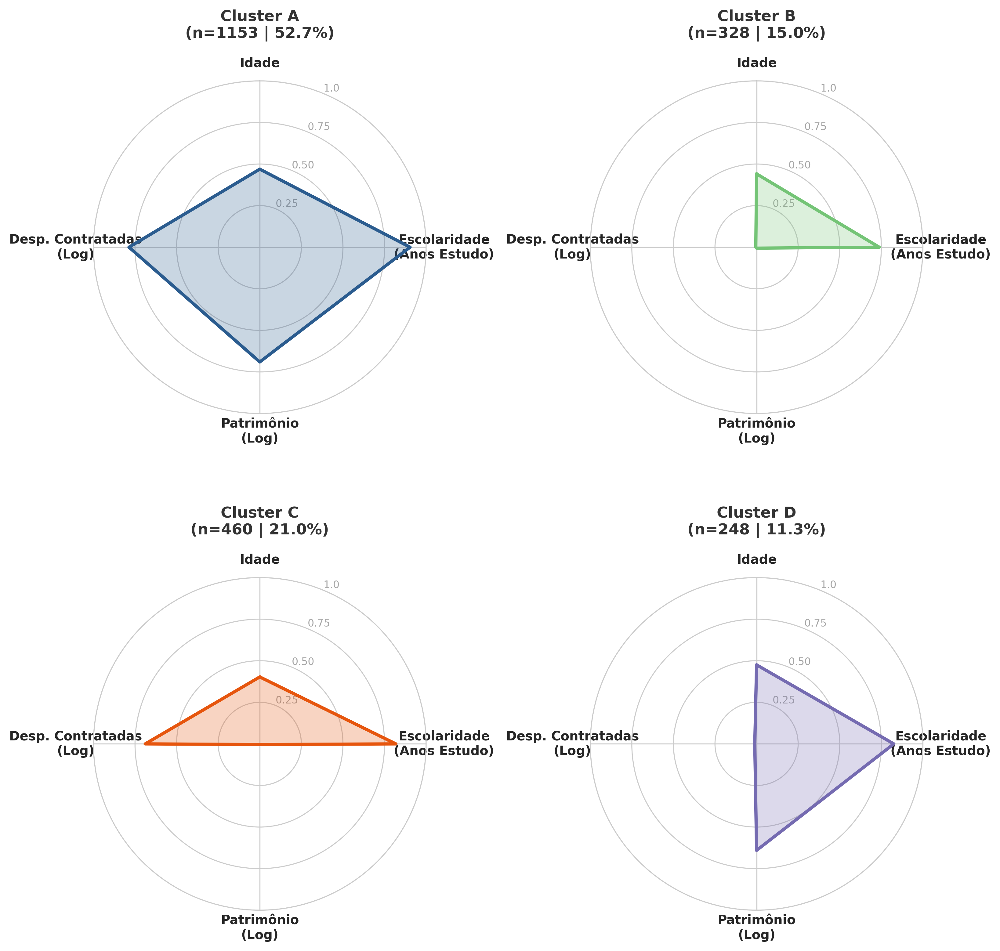 Cluster A
(n=1153 | 52.7%)
Idade
1.0
0.75
0.50
0.25
Desp. Contratadas
(Log)
Escolaridade
(Anos Estudo)
Patrimônio
(Log)
Cluster B
(n=328 | 15.0%)
Idade
1.0
0.75
0.50
0.25
Desp. Contratadas
(Log)
Escolaridade
(Anos Estudo)
Patrimônio
(Log)
Cluster C
(n=460 | 21.0%)
Idade
1.0
0.75
0.50
0.25
Desp. Contratadas
(Log)
Escolaridade
(Anos Estudo)
Patrimônio
(Log)
Cluster D
(n=248 | 11.3%)
Idade
1.0
0.75
0.50
0.25
Desp. Contratadas
(Log)
Escolaridade
(Anos Estudo)
Patrimônio
(Log)